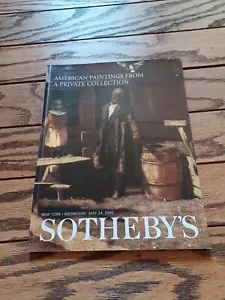 AMERICAN PAINTINGS FROM
A PRIVATE COLLECTION
NEW YORK • WEDNESDAY MAY 24, 2000
SOTHEBY'S